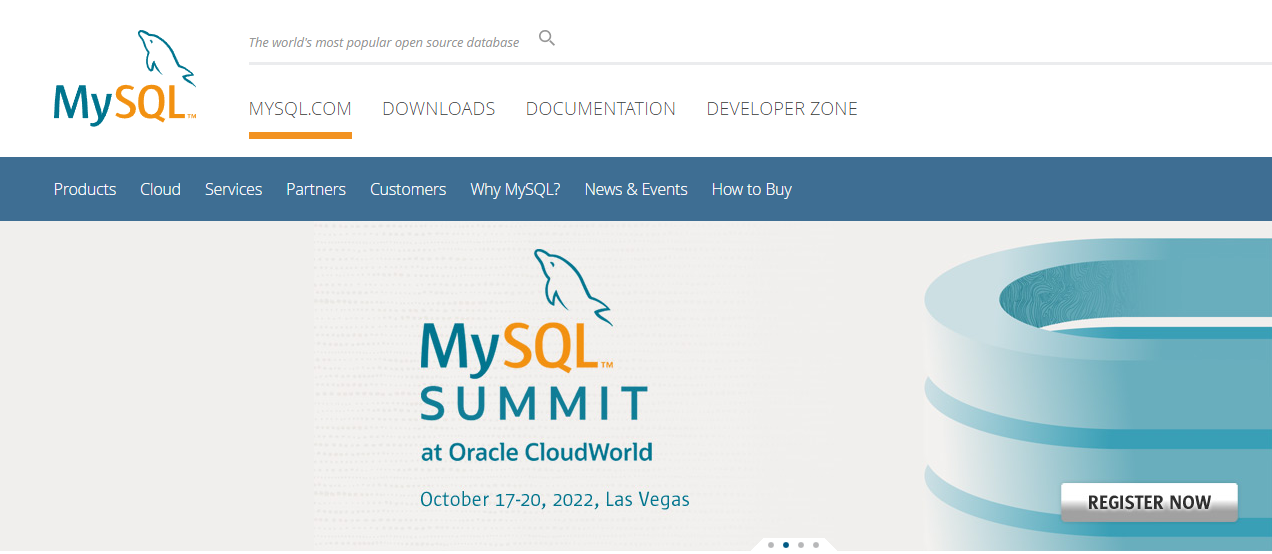 The world's most popular open source database
MySQL™
MYSQL.COM DOWNLOADS DOCUMENTATION DEVELOPER ZONE
Products Cloud Services Partners Customers Why MySQL? News & Events How to Buy
MySQL™
SUMMIT
at Oracle CloudWorld
October 17-20, 2022, Las Vegas
REGISTER NOW